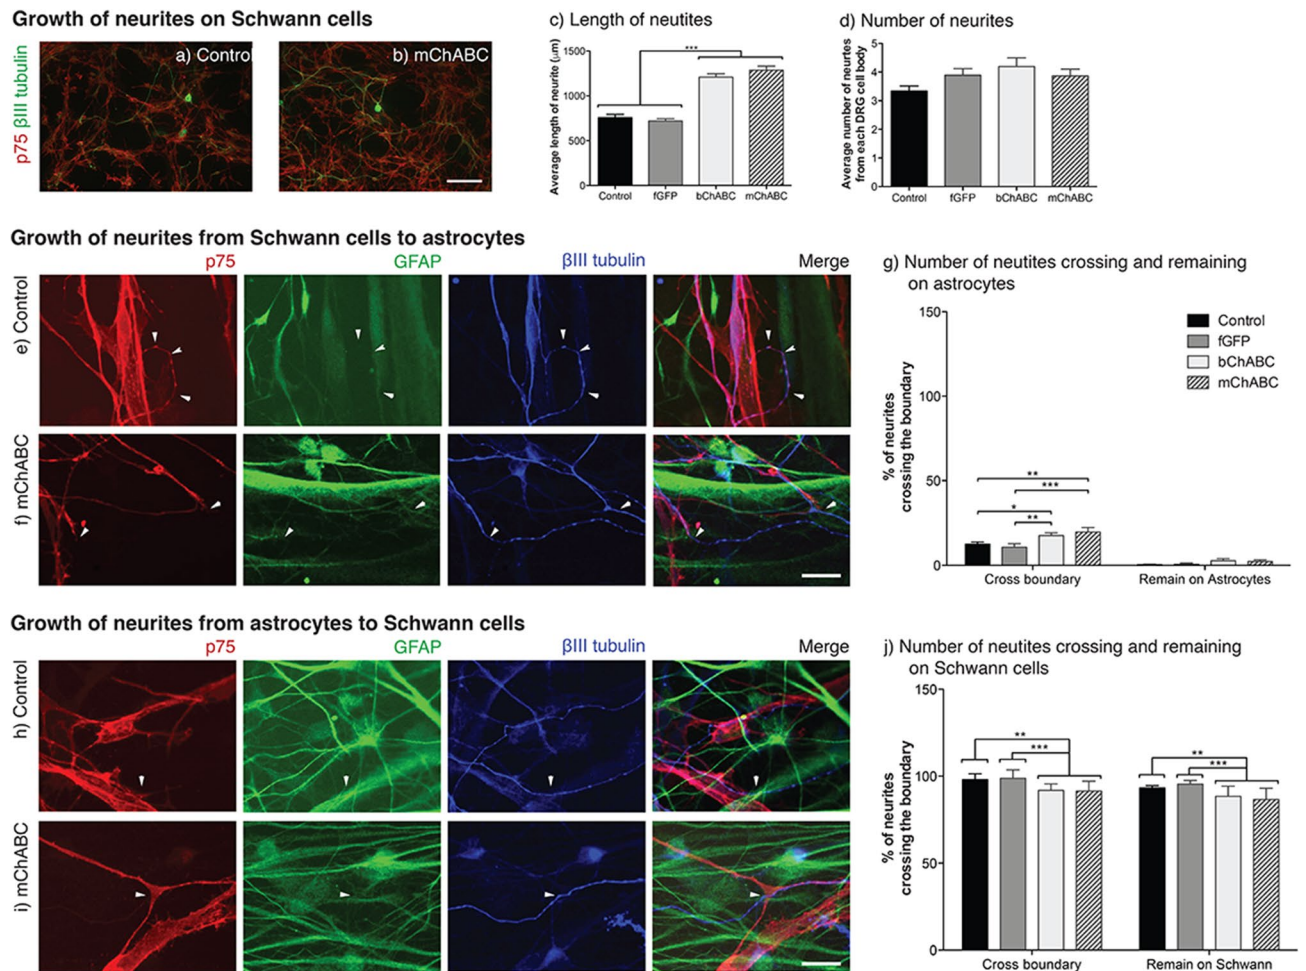 Growth of neurites on Schwann cells
p75 βIII tubulin
a) Control
b) mChABC
c) Length of neutites
Average length of neurite (µm)
1500
1000
500
0
***
Control
fGFP
bChABC
mChABC
d) Number of neurites
Average number of neurtes
from each DRG cell body
5
4
3
2
1
0
Control
fGFP
bChABC
mChABC
Growth of neurites from Schwann cells to astrocytes
p75
GFAP
βIII tubulin
Merge
e) Control
f) mChABC
g) Number of neutites crossing and remaining
on astrocytes
% of neurites
crossing the boundary
150
100
50
0
Control
fGFP
bChABC
mChABC
**
***
*
**
Cross boundary
Remain on Astrocytes
Growth of neurites from astrocytes to Schwann cells
p75
GFAP
βIII tubulin
Merge
h) Control
i) mChABC
j) Number of neutites crossing and remaining
on Schwann cells
% of neurites
crossing the boundary
150
100
50
0
**
***
**
***
Cross boundary
Remain on Schwann